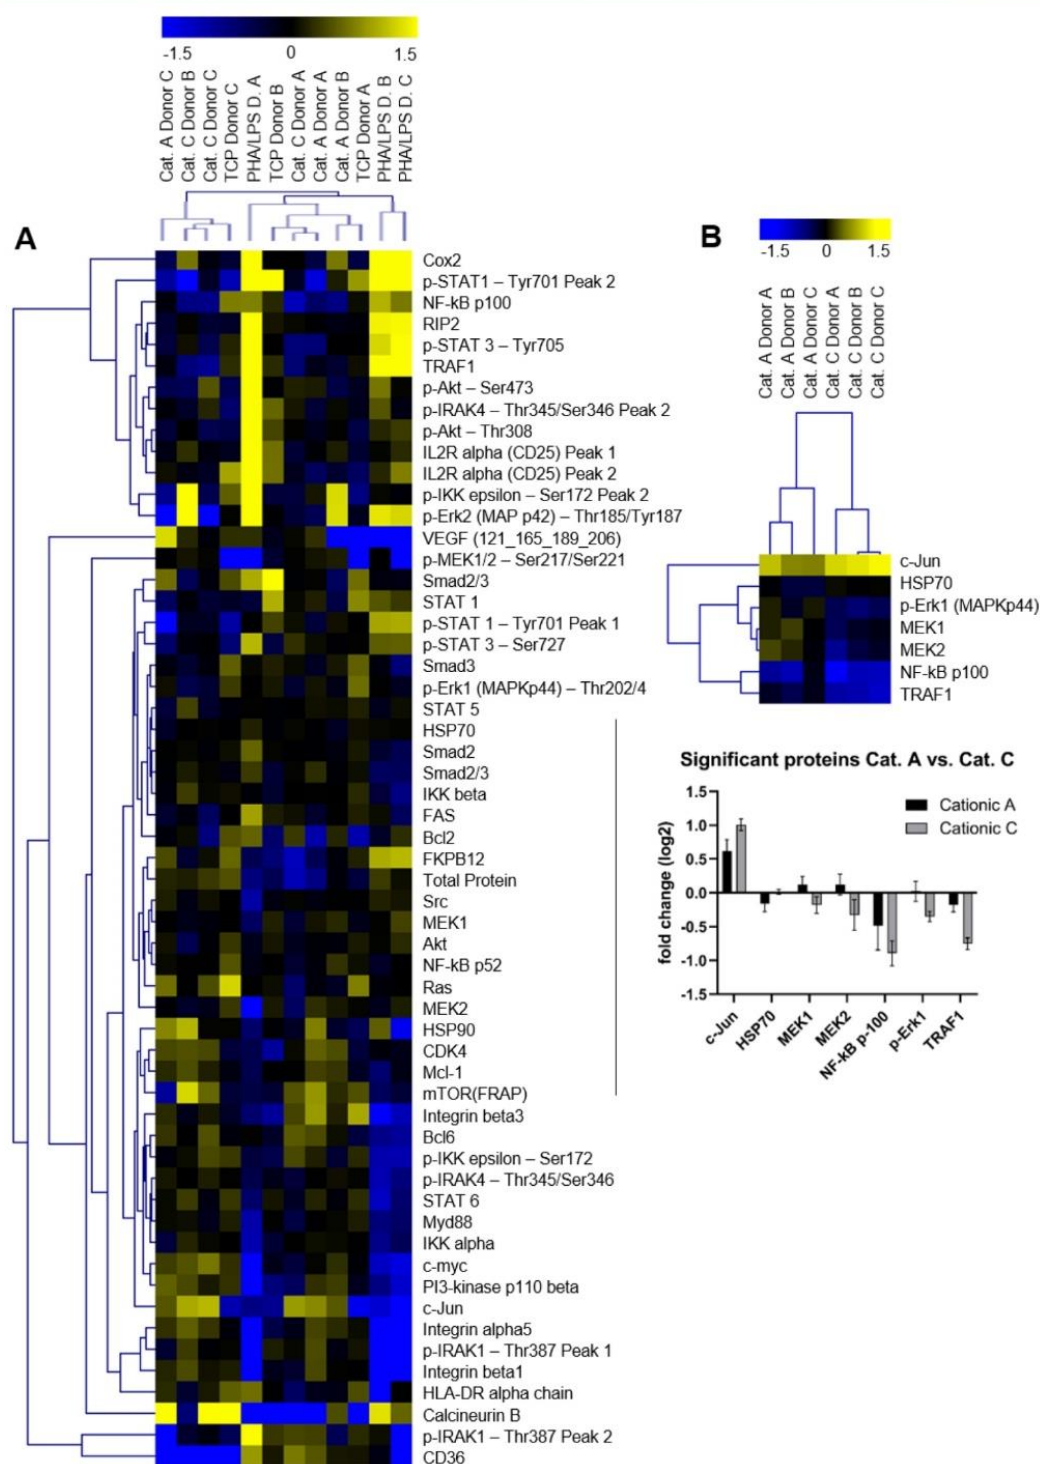 -1.5 0 1.5
Cat. A Donor C
Cat. C Donor B
Cat. C Donor C
TCP Donor C
PHA/LPS D. A
TCP Donor B
Cat. C Donor A
Cat. A Donor A
Cat. A Donor B
TCP Donor A
PHA/LPS D. B
PHA/LPS D. C
A
Cox2
p-STAT1 – Tyr701 Peak 2
NF-kB p100
RIP2
p-STAT 3 – Tyr705
TRAF1
p-Akt – Ser473
p-IRAK4 – Thr345/Ser346 Peak 2
p-Akt – Thr308
IL2R alpha (CD25) Peak 1
IL2R alpha (CD25) Peak 2
p-IKK epsilon – Ser172 Peak 2
p-Erk2 (MAP p42) – Thr185/Tyr187
VEGF (121_165_189_206)
p-MEK1/2 – Ser217/Ser221
Smad2/3
STAT 1
p-STAT 1 – Tyr701 Peak 1
p-STAT 3 – Ser727
Smad3
p-Erk1 (MAPKp44) – Thr202/4
STAT 5
HSP70
Smad2
Smad2/3
IKK beta
FAS
Bcl2
FKPB12
Total Protein
Src
MEK1
Akt
NF-kB p52
Ras
MEK2
HSP90
CDK4
Mcl-1
mTOR(FRAP)
Integrin beta3
Bcl6
p-IKK epsilon – Ser172
p-IRAK4 – Thr345/Ser346
STAT 6
Myd88
IKK alpha
c-myc
PI3-kinase p110 beta
c-Jun
Integrin alpha5
p-IRAK1 – Thr387 Peak 1
Integrin beta1
HLA-DR alpha chain
Calcineurin B
p-IRAK1 – Thr387 Peak 2
CD36
B
-1.5 0 1.5
Cat. A Donor A
Cat. A Donor B
Cat. A Donor C
Cat. C Donor A
Cat. C Donor B
Cat. C Donor C
c-Jun
HSP70
p-Erk1 (MAPKp44)
MEK1
MEK2
NF-kB p100
TRAF1
Significant proteins Cat. A vs. Cat. C
fold change (log2)
1.5
1.0
0.5
0.0
-0.5
-1.0
-1.5
Cationic A
Cationic C
c-Jun
HSP70
MEK1
MEK2
NF-kB p-100
p-Erk1
TRAF1